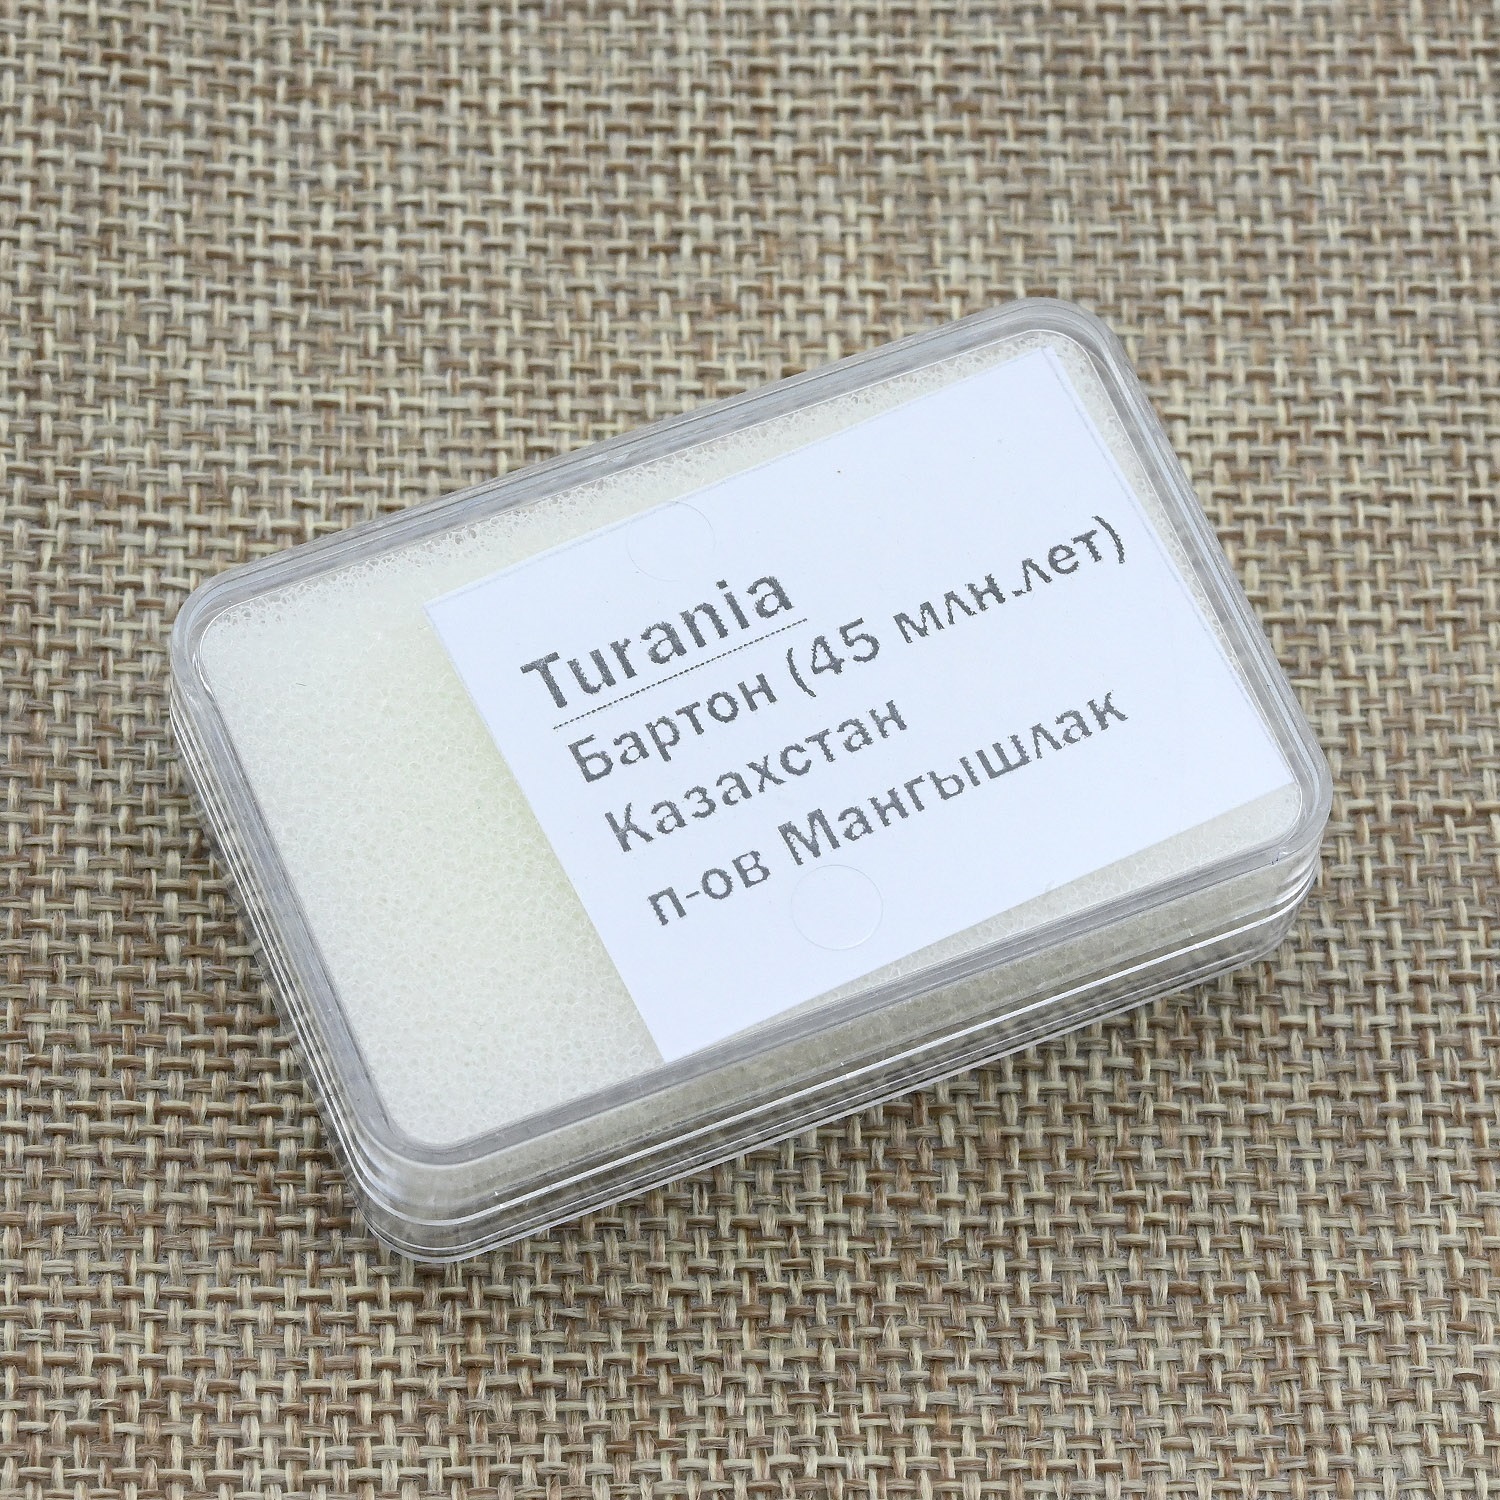 Turania
Бартон (45 млн.лет)
Казахстан
п-ов Мангышлак